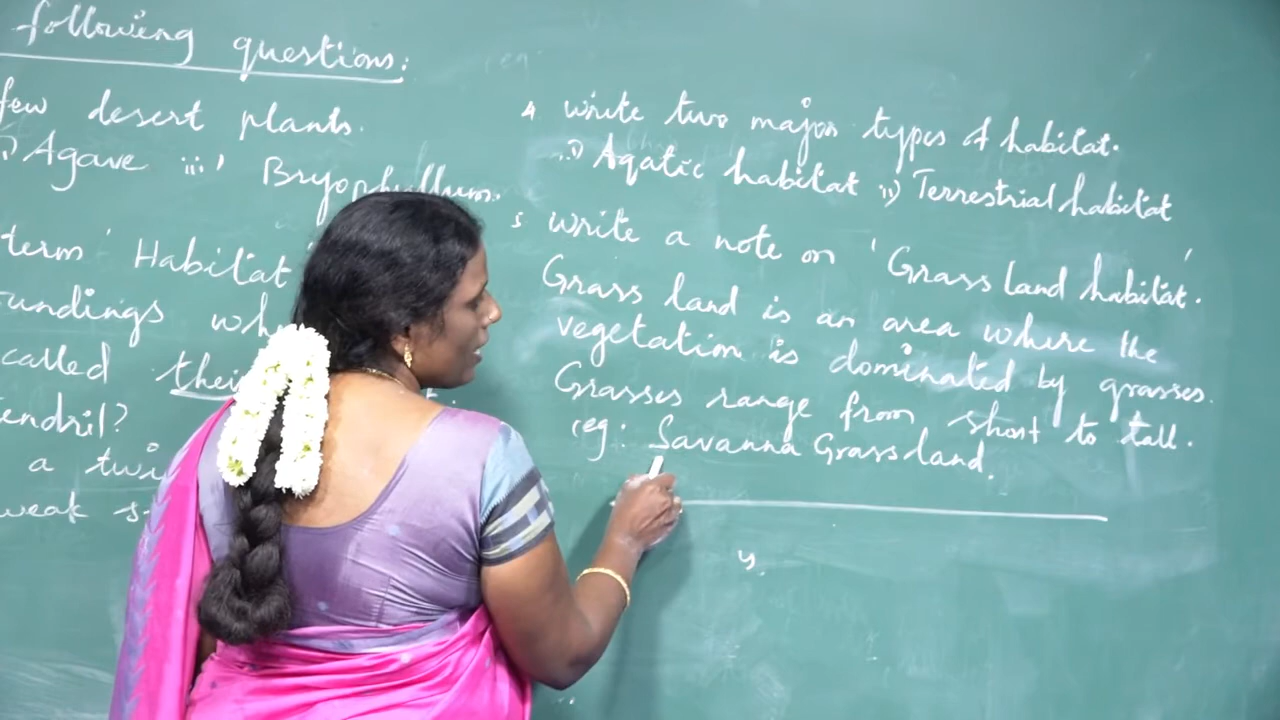 following questions:
few desert plants.
Agave iii) Bryophyllum.
term 'Habitat'
undings wh
called thei
endril?
a twi
weak s
4 write two major types of habitat.
i) Aqatic habitat ii) Terrestrial habitat
5 write a note on 'Grass land habitat'.
Grass land is an area where the
vegetation is dominated by grasses.
Grasses range from short to tall.
eg: Savanna Grassland.